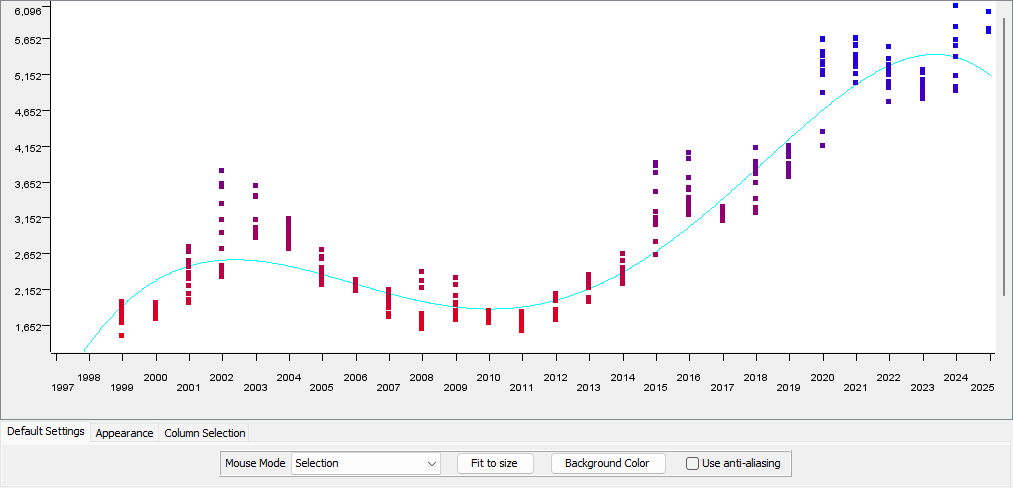 6,096
5,652
5,152
4,652
4,152
3,652
3,152
2,652
2,152
1,652
1998 2000 2002 2004 2006 2008 2010 2012 2014 2016 2018 2020 2022 2024
1997 1999 2001 2003 2005 2007 2009 2011 2013 2015 2017 2019 2021 2023 2025
Default Settings Appearance Column Selection
Mouse Mode Selection Fit to size Background Color Use anti-aliasing